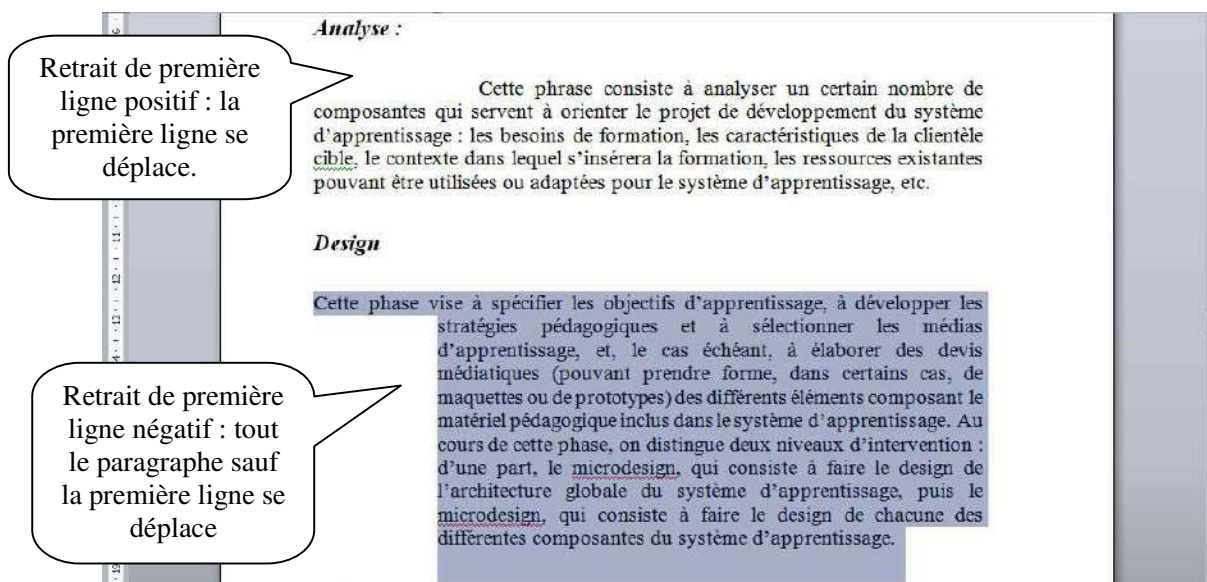 Analyse :
Retrait de première
ligne positif : la
première ligne se
déplace.
Cette phrase consiste à analyser un certain nombre de
composantes qui servent à orienter le projet de développement du système
d'apprentissage : les besoins de formation, les caractéristiques de la clientèle
cible, le contexte dans lequel s'insérera la formation, les ressources existantes
pouvant être utilisées ou adaptées pour le système d'apprentissage, etc.
Design
Cette phase vise à spécifier les objectifs d'apprentissage, à développer les
stratégies pédagogiques et à sélectionner les médias
d'apprentissage, et, le cas échéant, à élaborer des devis
médiatiques (pouvant prendre forme, dans certains cas, de
maquettes ou de prototypes) des différents éléments composant le
matériel pédagogique inclus dans le système d'apprentissage. Au
cours de cette phase, on distingue deux niveaux d'intervention :
d'une part, le microdesign, qui consiste à faire le design de
l'architecture globale du système d'apprentissage, puis le
microdesign, qui consiste à faire le design de chacune des
différentes composantes du système d'apprentissage.
Retrait de première
ligne négatif : tout
le paragraphe sauf
la première ligne se
déplace